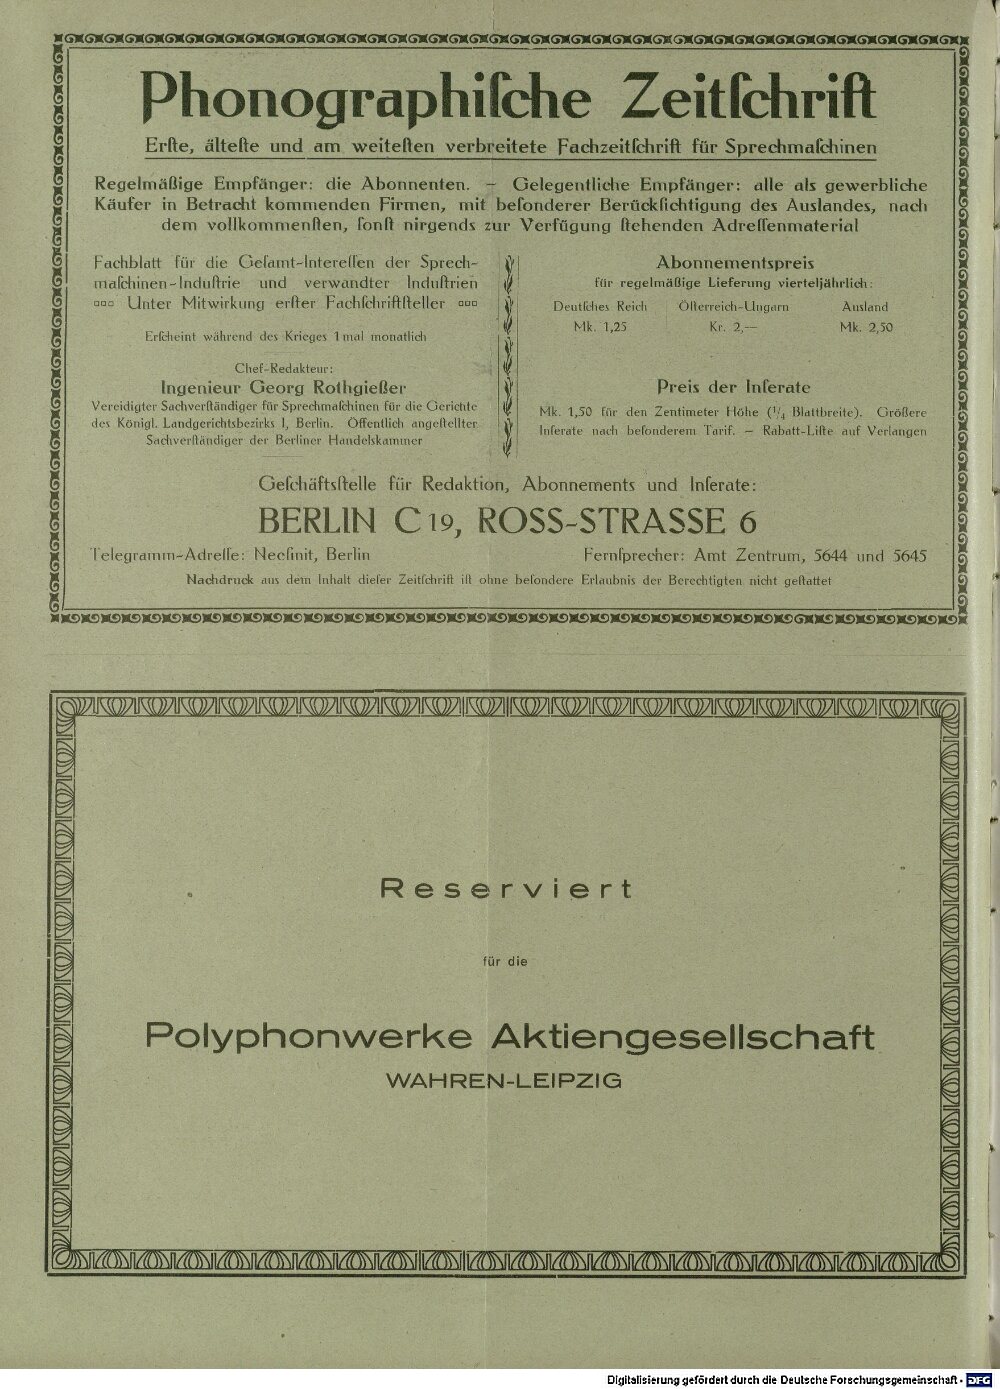 Phonographiſche Zeitſchrift
Erſte, älteſte und am weiteſten verbreitete Fachzeitſchrift für Sprechmaſchinen
Regelmäßige Empfänger: die Abonnenten. — Gelegentliche Empfänger: alle als gewerbliche
Käufer in Betracht kommenden Firmen, mit beſonderer Berückſichtigung des Auslandes, nach
dem vollkommenſten, ſonſt nirgends zur Verfügung ſtehenden Adreſſenmaterial
Fachblatt für die Geſamt-Intereſſen der Sprech-
maſchinen-Induſtrie und verwandter Induſtrien
▫▫▫ Unter Mitwirkung erſter Fachſchriftſteller ▫▫▫
Erſcheint während des Krieges 1 mal monatlich
Chef-Redakteur:
Ingenieur Georg Rothgießer
Vereidigter Sachverſtändiger für Sprechmaſchinen für die Gerichte
des Königl. Landgerichtsbezirks I, Berlin. Öffentlich angeſtellter
Sachverſtändiger der Berliner Handelskammer
Abonnementspreis
für regelmäßige Lieferung vierteljährlich:
Deutſches Reich Öſterreich-Ungarn Ausland
Mk. 1,25 Kr. 2,— Mk. 2,50
Preis der Inſerate
Mk. 1,50 für den Zentimeter Höhe (¼ Blattbreite). Größere
Inſerate nach beſonderem Tarif. — Rabatt-Liſte auf Verlangen
Geſchäftsſtelle für Redaktion, Abonnements und Inſerate:
BERLIN C 19, ROSS-STRASSE 6
Telegramm-Adreſſe: Necſinit, Berlin Fernſprecher: Amt Zentrum, 5644 und 5645
Nachdruck aus dem Inhalt dieſer Zeitſchrift iſt ohne beſondere Erlaubnis der Berechtigten nicht geſtattet
Reserviert
für die
Polyphonwerke Aktiengesellschaft
WAHREN-LEIPZIG
Digitalisierung gefördert durch die Deutsche Forschungsgemeinschaft - DFG